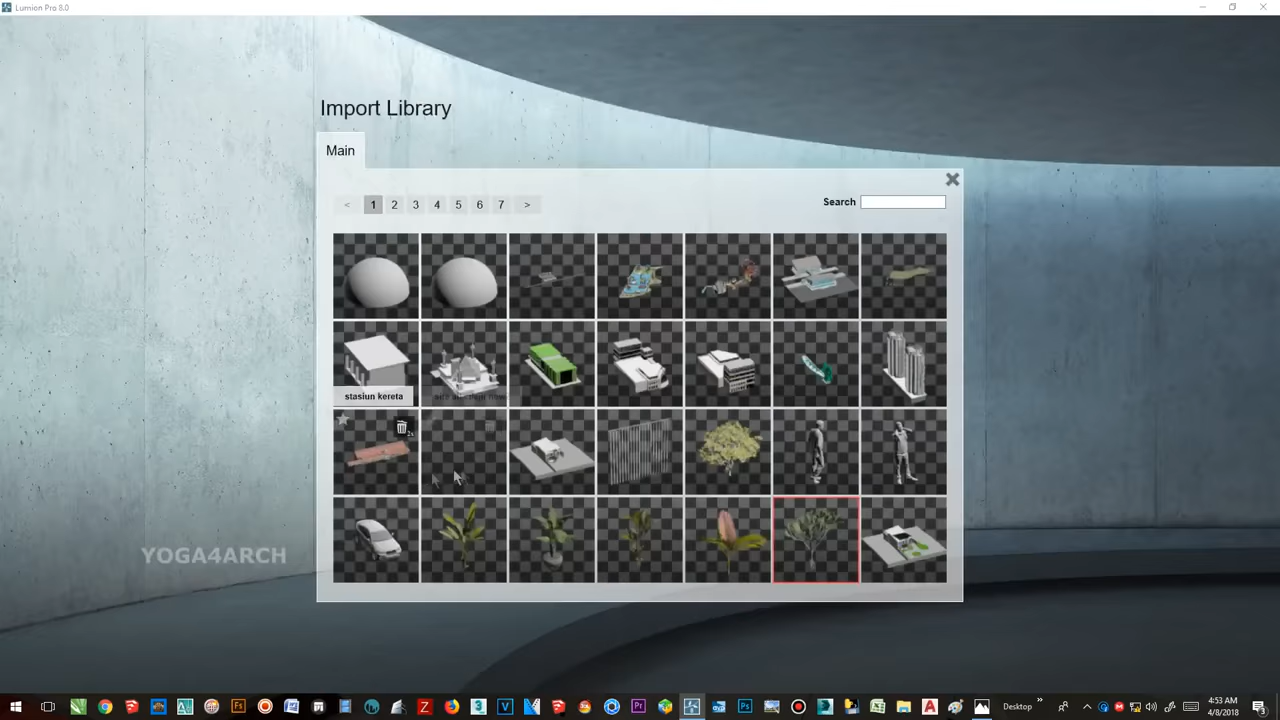 Lumion Pro 8.0
Import Library
Main
< 1 2 3 4 5 6 7 >
Search
stasiun kereta
2x
YOGA4ARCH
Desktop
4:53 AM
4/8/2018